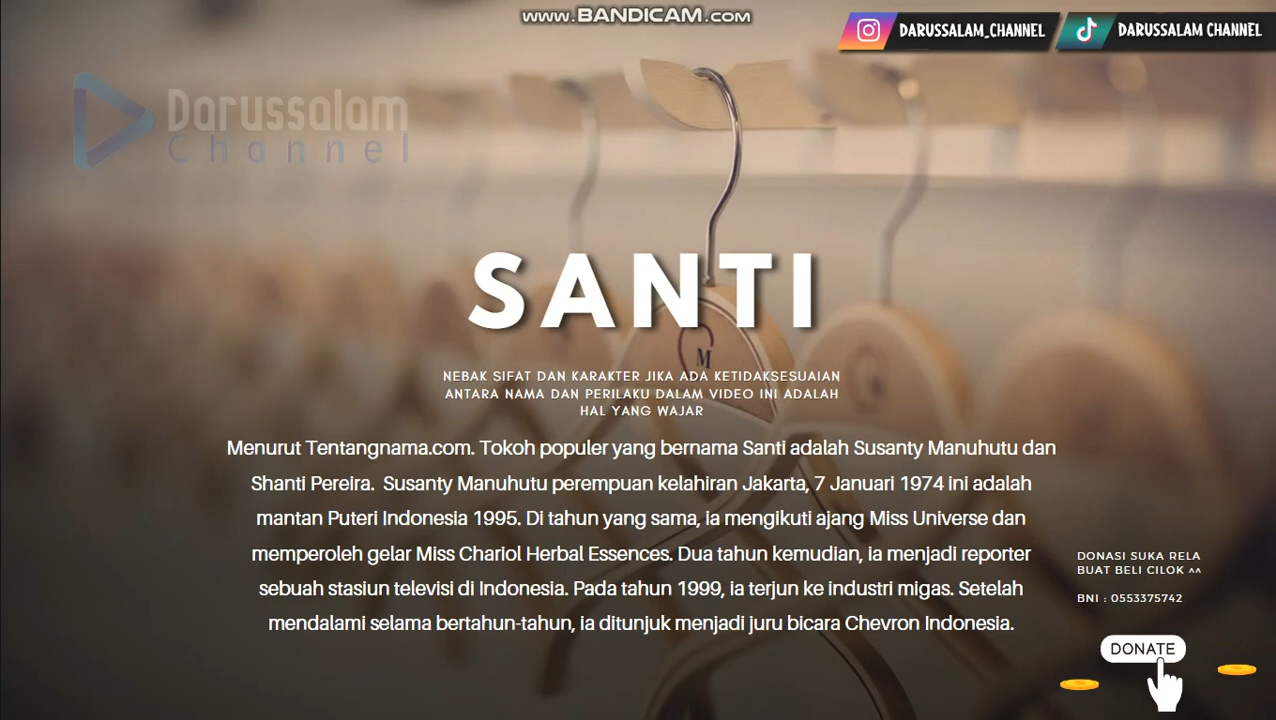 WWW.BANDICAM.COM
DARUSSALAM_CHANNEL
DARUSSALAM CHANNEL
Darussalam
Channel
SANTI
M
NEBAK SIFAT DAN KARAKTER JIKA ADA KETIDAKSESUAIAN
ANTARA NAMA DAN PERILAKU DALAM VIDEO INI ADALAH
HAL YANG WAJAR
Menurut Tentangnama.com. Tokoh populer yang bernama Santi adalah Susanty Manuhutu dan
Shanti Pereira. Susanty Manuhutu perempuan kelahiran Jakarta, 7 Januari 1974 ini adalah
mantan Puteri Indonesia 1995. Di tahun yang sama, ia mengikuti ajang Miss Universe dan
memperoleh gelar Miss Chariol Herbal Essences. Dua tahun kemudian, ia menjadi reporter
sebuah stasiun televisi di Indonesia. Pada tahun 1999, ia terjun ke industri migas. Setelah
mendalami selama bertahun-tahun, ia ditunjuk menjadi juru bicara Chevron Indonesia.
DONASI SUKA RELA
BUAT BELI CILOK ^^
BNI : 0553375742
DONATE